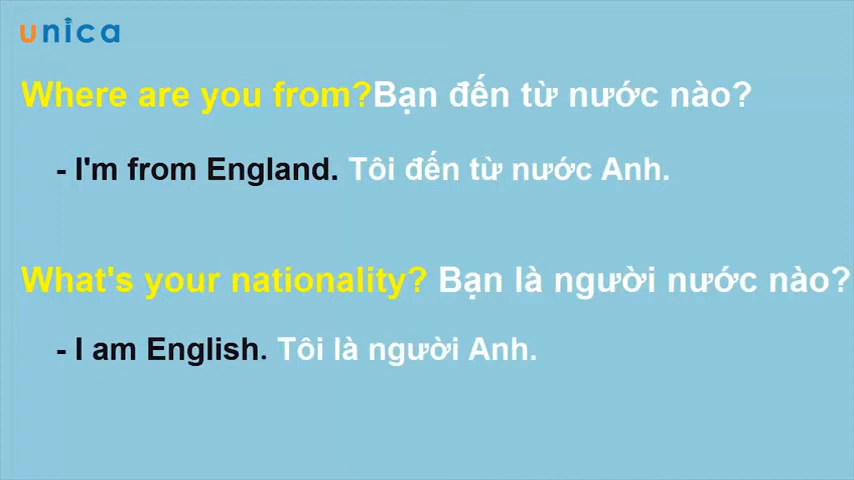 unica
Where are you from?Bạn đến từ nước nào?
- I'm from England. Tôi đến từ nước Anh.
What's your nationality? Bạn là người nước nào?
- I am English. Tôi là người Anh.